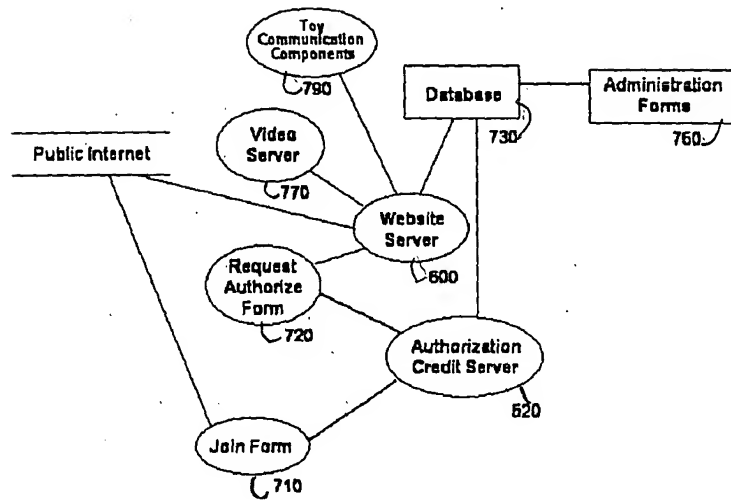 Toy
Communication
Components
790
Database
730
Administration
Forms
760
Public Internet
Video
Server
770
Website
Server
600
Request
Authorize
Form
720
Authorization
Credit Server
520
Join Form
710